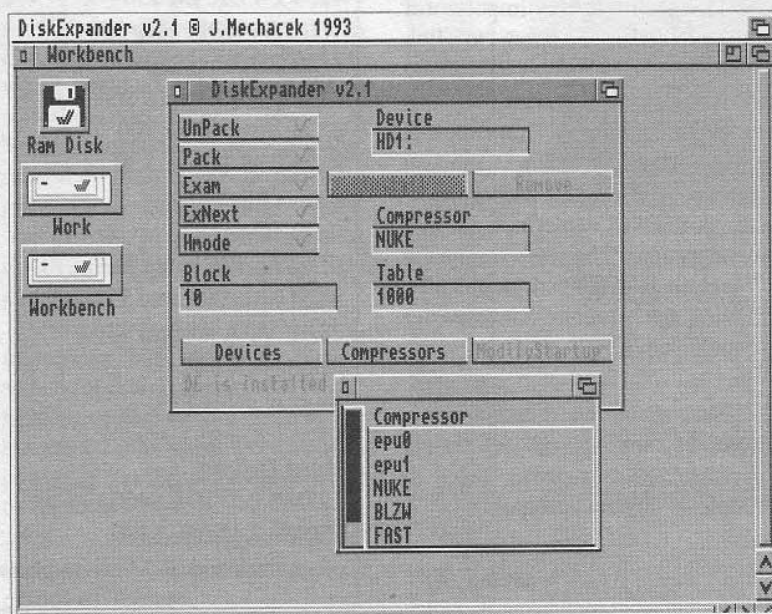 DiskExpander v2.1 © J.Mechacek 1993
Workbench
DiskExpander v2.1
Ram Disk
Work
Workbench
UnPack
Pack
Exam
ExNext
Hmode
Device
HD1:
Remove
Compressor
NUKE
Block
10
Table
1000
Devices
Compressors
ModifyStartup
DE is installed
Compressor
epu0
epu1
NUKE
BLZW
FAST